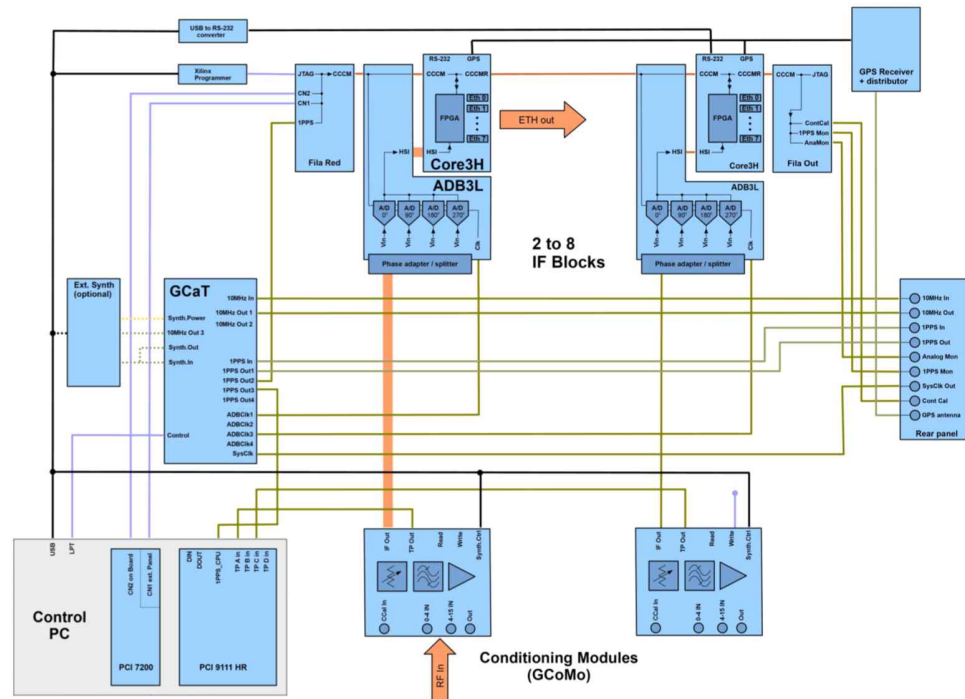 USB to RS-232
converter
Xilinx
Programmer
JTAG
CCCM
CN2
CN1
1PPS
Fila Red
RS-232
GPS
CCCM
CCCMR
FPGA
Eth 0
Eth 1
Eth 7
HSI
HSI
Core3H
ADB3L
A/D
0°
A/D
90°
A/D
180°
A/D
270°
Vin
Vin
Vin
Vin
Clk
Phase adapter / splitter
ETH out
2 to 8
IF Blocks
RS-232
GPS
CCCM
CCCMR
FPGA
Eth 0
Eth 1
Eth 7
HSI
HSI
Core3H
ADB3L
A/D
0°
A/D
90°
A/D
180°
A/D
270°
Vin
Vin
Vin
Vin
Clk
Phase adapter / splitter
CCCM
JTAG
ContCal
1PPS Mon
AnaMon
Fila Out
GPS Receiver
+ distributor
Ext. Synth
(optional)
GCaT
Synth.Power
10MHz Out 3
Synth.Out
Synth.In
Control
10MHz In
10MHz Out 1
10MHz Out 2
1PPS In
1PPS Out1
1PPS Out2
1PPS Out3
1PPS Out4
ADBClk1
ADBClk2
ADBClk3
ADBClk4
SysClk
10MHz In
10MHz Out
1PPS In
1PPS Out
Analog Mon
1PPS Mon
SysClk Out
Cont Cal
GPS antenna
Rear panel
USB
LPT
Control
PC
CN2 on Board
CN1 ext. Panel
PCI 7200
DIN
DOUT
1PPS_CPU
TP A in
TP B in
TP C in
TP D in
PCI 9111 HR
IF Out
TP Out
Read
Write
Synth.Ctrl
CCal In
0-4 IN
4-15 IN
Out
RF In
Conditioning Modules
(GCoMo)
IF Out
TP Out
Read
Write
Synth.Ctrl
CCal In
0-4 IN
4-15 IN
Out